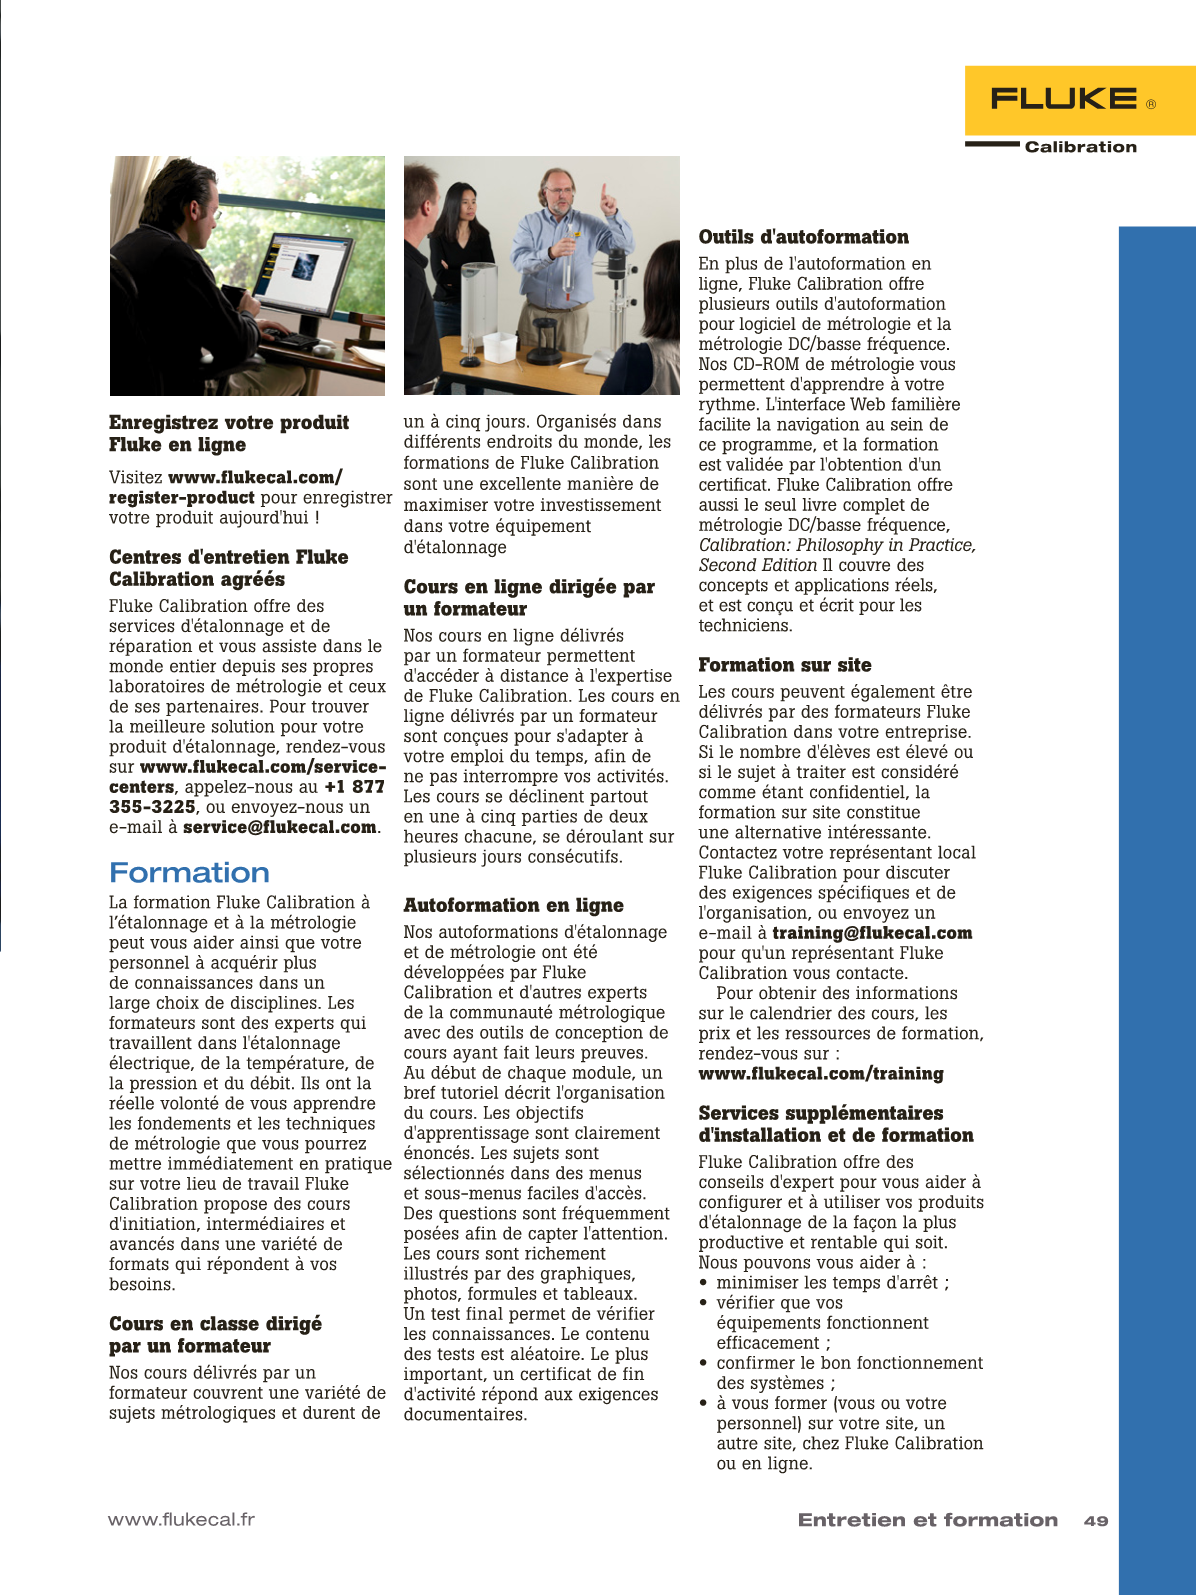 FLUKE ®
Calibration
Enregistrez votre produit
Fluke en ligne
Visitez www.flukecal.com/
register-product pour enregistrer
votre produit aujourd'hui !
Centres d'entretien Fluke
Calibration agréés
Fluke Calibration offre des
services d'étalonnage et de
réparation et vous assiste dans le
monde entier depuis ses propres
laboratoires de métrologie et ceux
de ses partenaires. Pour trouver
la meilleure solution pour votre
produit d'étalonnage, rendez-vous
sur www.flukecal.com/service-
centers, appelez-nous au +1 877
355-3225, ou envoyez-nous un
e-mail à service@flukecal.com.
Formation
La formation Fluke Calibration à
l’étalonnage et à la métrologie
peut vous aider ainsi que votre
personnel à acquérir plus
de connaissances dans un
large choix de disciplines. Les
formateurs sont des experts qui
travaillent dans l'étalonnage
électrique, de la température, de
la pression et du débit. Ils ont la
réelle volonté de vous apprendre
les fondements et les techniques
de métrologie que vous pourrez
mettre immédiatement en pratique
sur votre lieu de travail Fluke
Calibration propose des cours
d'initiation, intermédiaires et
avancés dans une variété de
formats qui répondent à vos
besoins.
Cours en classe dirigé
par un formateur
Nos cours délivrés par un
formateur couvrent une variété de
sujets métrologiques et durent de
un à cinq jours. Organisés dans
différents endroits du monde, les
formations de Fluke Calibration
sont une excellente manière de
maximiser votre investissement
dans votre équipement
d'étalonnage
Cours en ligne dirigée par
un formateur
Nos cours en ligne délivrés
par un formateur permettent
d'accéder à distance à l'expertise
de Fluke Calibration. Les cours en
ligne délivrés par un formateur
sont conçues pour s'adapter à
votre emploi du temps, afin de
ne pas interrompre vos activités.
Les cours se déclinent partout
en une à cinq parties de deux
heures chacune, se déroulant sur
plusieurs jours consécutifs.
Autoformation en ligne
Nos autoformations d'étalonnage
et de métrologie ont été
développées par Fluke
Calibration et d'autres experts
de la communauté métrologique
avec des outils de conception de
cours ayant fait leurs preuves.
Au début de chaque module, un
bref tutoriel décrit l'organisation
du cours. Les objectifs
d'apprentissage sont clairement
énoncés. Les sujets sont
sélectionnés dans des menus
et sous-menus faciles d'accès.
Des questions sont fréquemment
posées afin de capter l'attention.
Les cours sont richement
illustrés par des graphiques,
photos, formules et tableaux.
Un test final permet de vérifier
les connaissances. Le contenu
des tests est aléatoire. Le plus
important, un certificat de fin
d'activité répond aux exigences
documentaires.
Outils d'autoformation
En plus de l'autoformation en
ligne, Fluke Calibration offre
plusieurs outils d'autoformation
pour logiciel de métrologie et la
métrologie DC/basse fréquence.
Nos CD-ROM de métrologie vous
permettent d'apprendre à votre
rythme. L'interface Web familière
facilite la navigation au sein de
ce programme, et la formation
est validée par l'obtention d'un
certificat. Fluke Calibration offre
aussi le seul livre complet de
métrologie DC/basse fréquence,
Calibration: Philosophy in Practice,
Second Edition Il couvre des
concepts et applications réels,
et est conçu et écrit pour les
techniciens.
Formation sur site
Les cours peuvent également être
délivrés par des formateurs Fluke
Calibration dans votre entreprise.
Si le nombre d'élèves est élevé ou
si le sujet à traiter est considéré
comme étant confidentiel, la
formation sur site constitue
une alternative intéressante.
Contactez votre représentant local
Fluke Calibration pour discuter
des exigences spécifiques et de
l'organisation, ou envoyez un
e-mail à training@flukecal.com
pour qu'un représentant Fluke
Calibration vous contacte.
Pour obtenir des informations
sur le calendrier des cours, les
prix et les ressources de formation,
rendez-vous sur :
www.flukecal.com/training
Services supplémentaires
d'installation et de formation
Fluke Calibration offre des
conseils d'expert pour vous aider à
configurer et à utiliser vos produits
d'étalonnage de la façon la plus
productive et rentable qui soit.
Nous pouvons vous aider à :
• minimiser les temps d'arrêt ;
• vérifier que vos
équipements fonctionnent
efficacement ;
• confirmer le bon fonctionnement
des systèmes ;
• à vous former (vous ou votre
personnel) sur votre site, un
autre site, chez Fluke Calibration
ou en ligne.
www.flukecal.fr
Entretien et formation 49